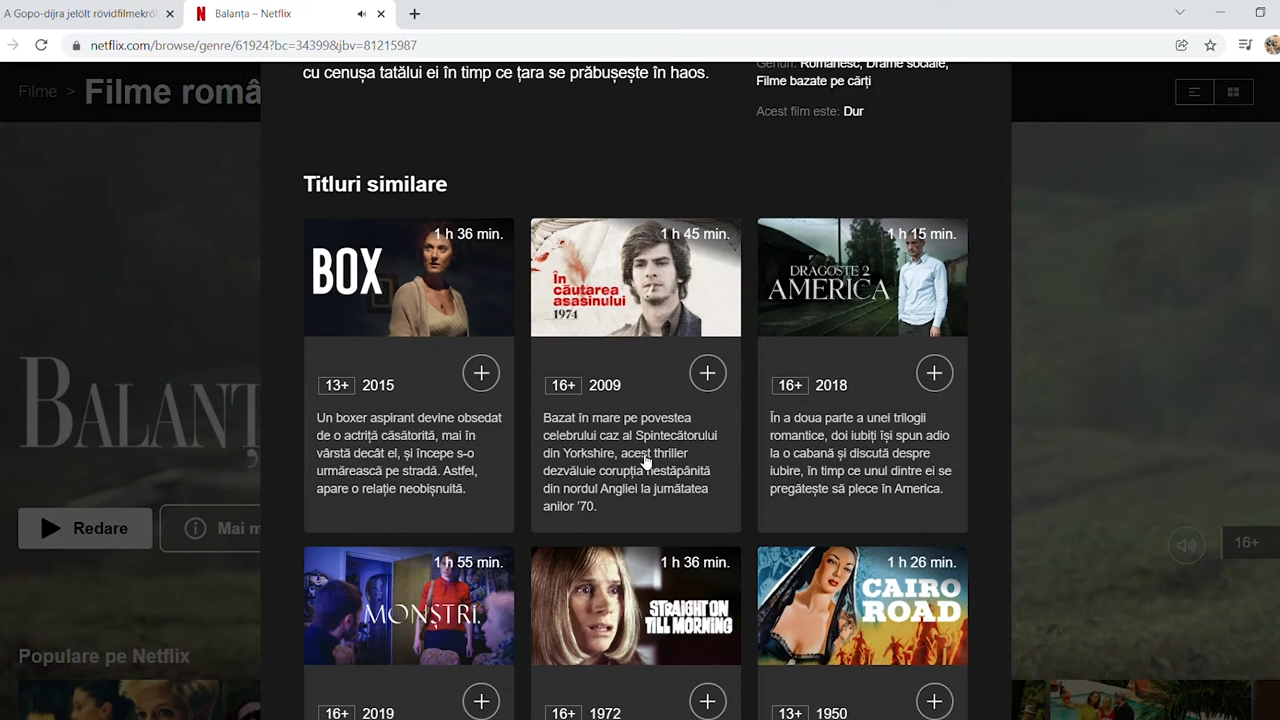 A Gopo-díjra jelölt rövidfilmekről
Balanța – Netflix
netflix.com/browse/genre/61924?bc=34399&jbv=81215987
Filme > Filme româ
cu cenușa tatălui ei în timp ce țara se prăbușește în haos.
Genuri: Românesc, Drame sociale,
Filme bazate pe cărți
Acest film este: Dur
Titluri similare
BOX
1 h 36 min.
13+ 2015
Un boxer aspirant devine obsedat
de o actriță căsătorită, mai în
vârstă decât el, și începe s-o
urmărească pe stradă. Astfel,
apare o relație neobișnuită.
1 h 45 min.
În
căutarea
asasinului
1974
16+ 2009
Bazat în mare pe povestea
celebrului caz al Spintecătorului
din Yorkshire, acest thriller
dezvăluie corupția nestăpânită
din nordul Angliei la jumătatea
anilor '70.
1 h 15 min.
DRAGOSTE 2
AMERICA
16+ 2018
În a doua parte a unei trilogii
romantice, doi iubiți își spun adio
la o cabană și discută despre
iubire, în timp ce unul dintre ei se
pregătește să plece în America.
BALANȚ
Redare
Mai m
16+
1 h 55 min.
MONȘTRI.
16+ 2019
1 h 36 min.
STRAIGHT ON
TILL MORNING
16+ 1972
1 h 26 min.
CAIRO
ROAD
13+ 1950
Populare pe Netflix